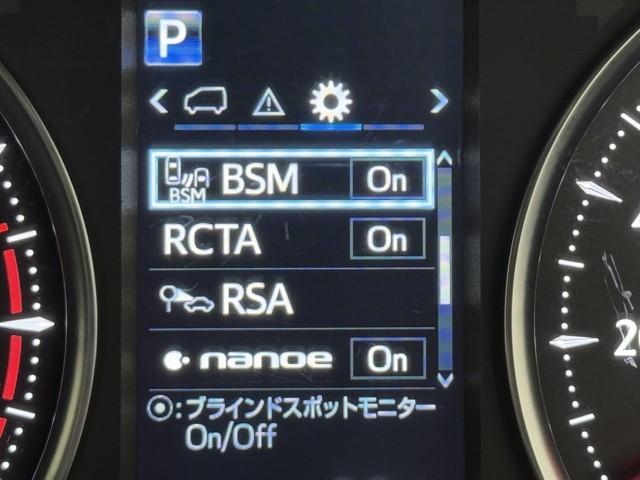 P
BSM BSM On
RCTA On
RSA
nanoe On
⦿:ブラインドスポットモニター
On/Off